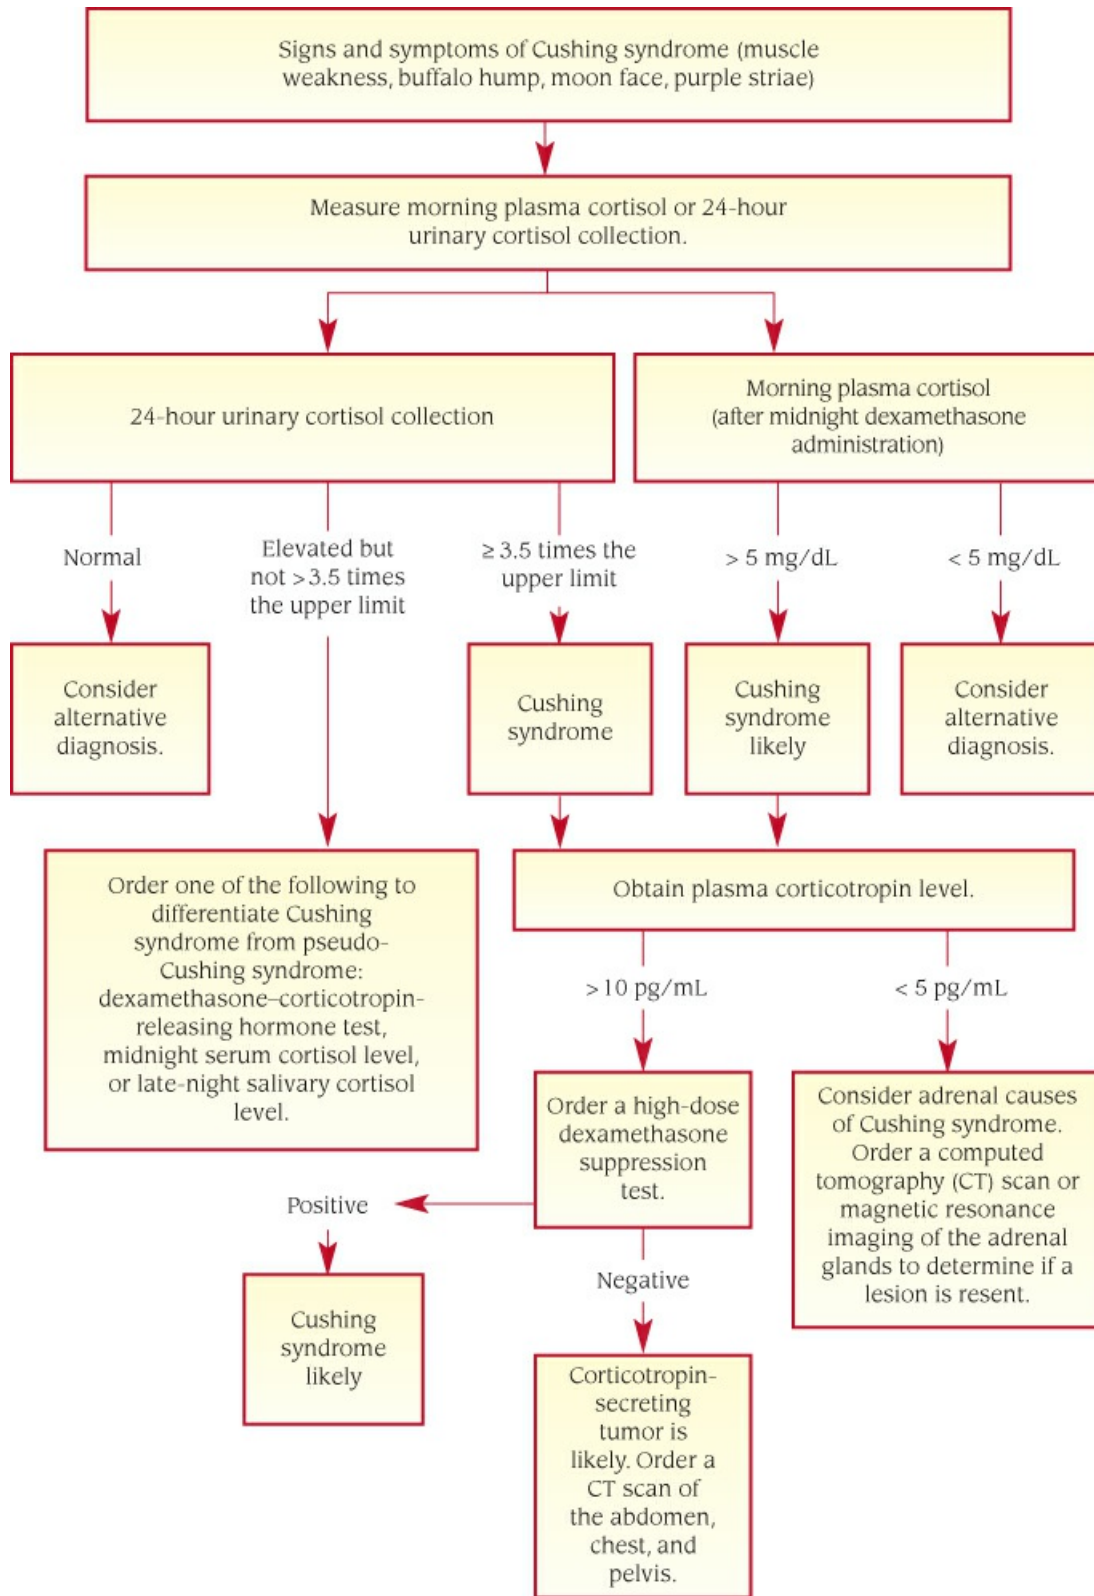 Signs and symptoms of Cushing syndrome (muscle
weakness, buffalo hump, moon face, purple striae)
Measure morning plasma cortisol or 24-hour
urinary cortisol collection.
24-hour urinary cortisol collection
Morning plasma cortisol
(after midnight dexamethasone
administration)
Normal
Elevated but
not >3.5 times
the upper limit
≥ 3.5 times the
upper limit
> 5 mg/dL
< 5 mg/dL
Consider
alternative
diagnosis.
Cushing
syndrome
Cushing
syndrome
likely
Consider
alternative
diagnosis.
Order one of the following to
differentiate Cushing
syndrome from pseudo-
Cushing syndrome:
dexamethasone–corticotropin-
releasing hormone test,
midnight serum cortisol level,
or late-night salivary cortisol
level.
Obtain plasma corticotropin level.
>10 pg/mL
< 5 pg/mL
Order a high-dose
dexamethasone
suppression
test.
Consider adrenal causes
of Cushing syndrome.
Order a computed
tomography (CT) scan or
magnetic resonance
imaging of the adrenal
glands to determine if a
lesion is resent.
Positive
Negative
Cushing
syndrome
likely
Corticotropin-
secreting
tumor is
likely. Order a
CT scan of
the abdomen,
chest, and
pelvis.